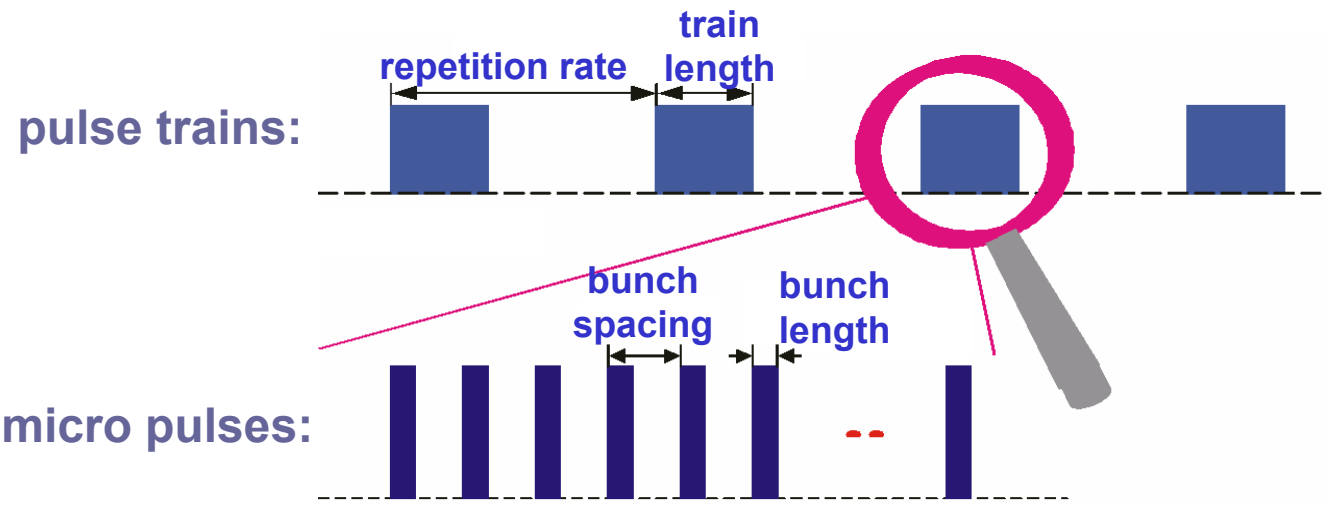 train
repetition rate length
pulse trains:
bunch bunch
spacing length
micro pulses: